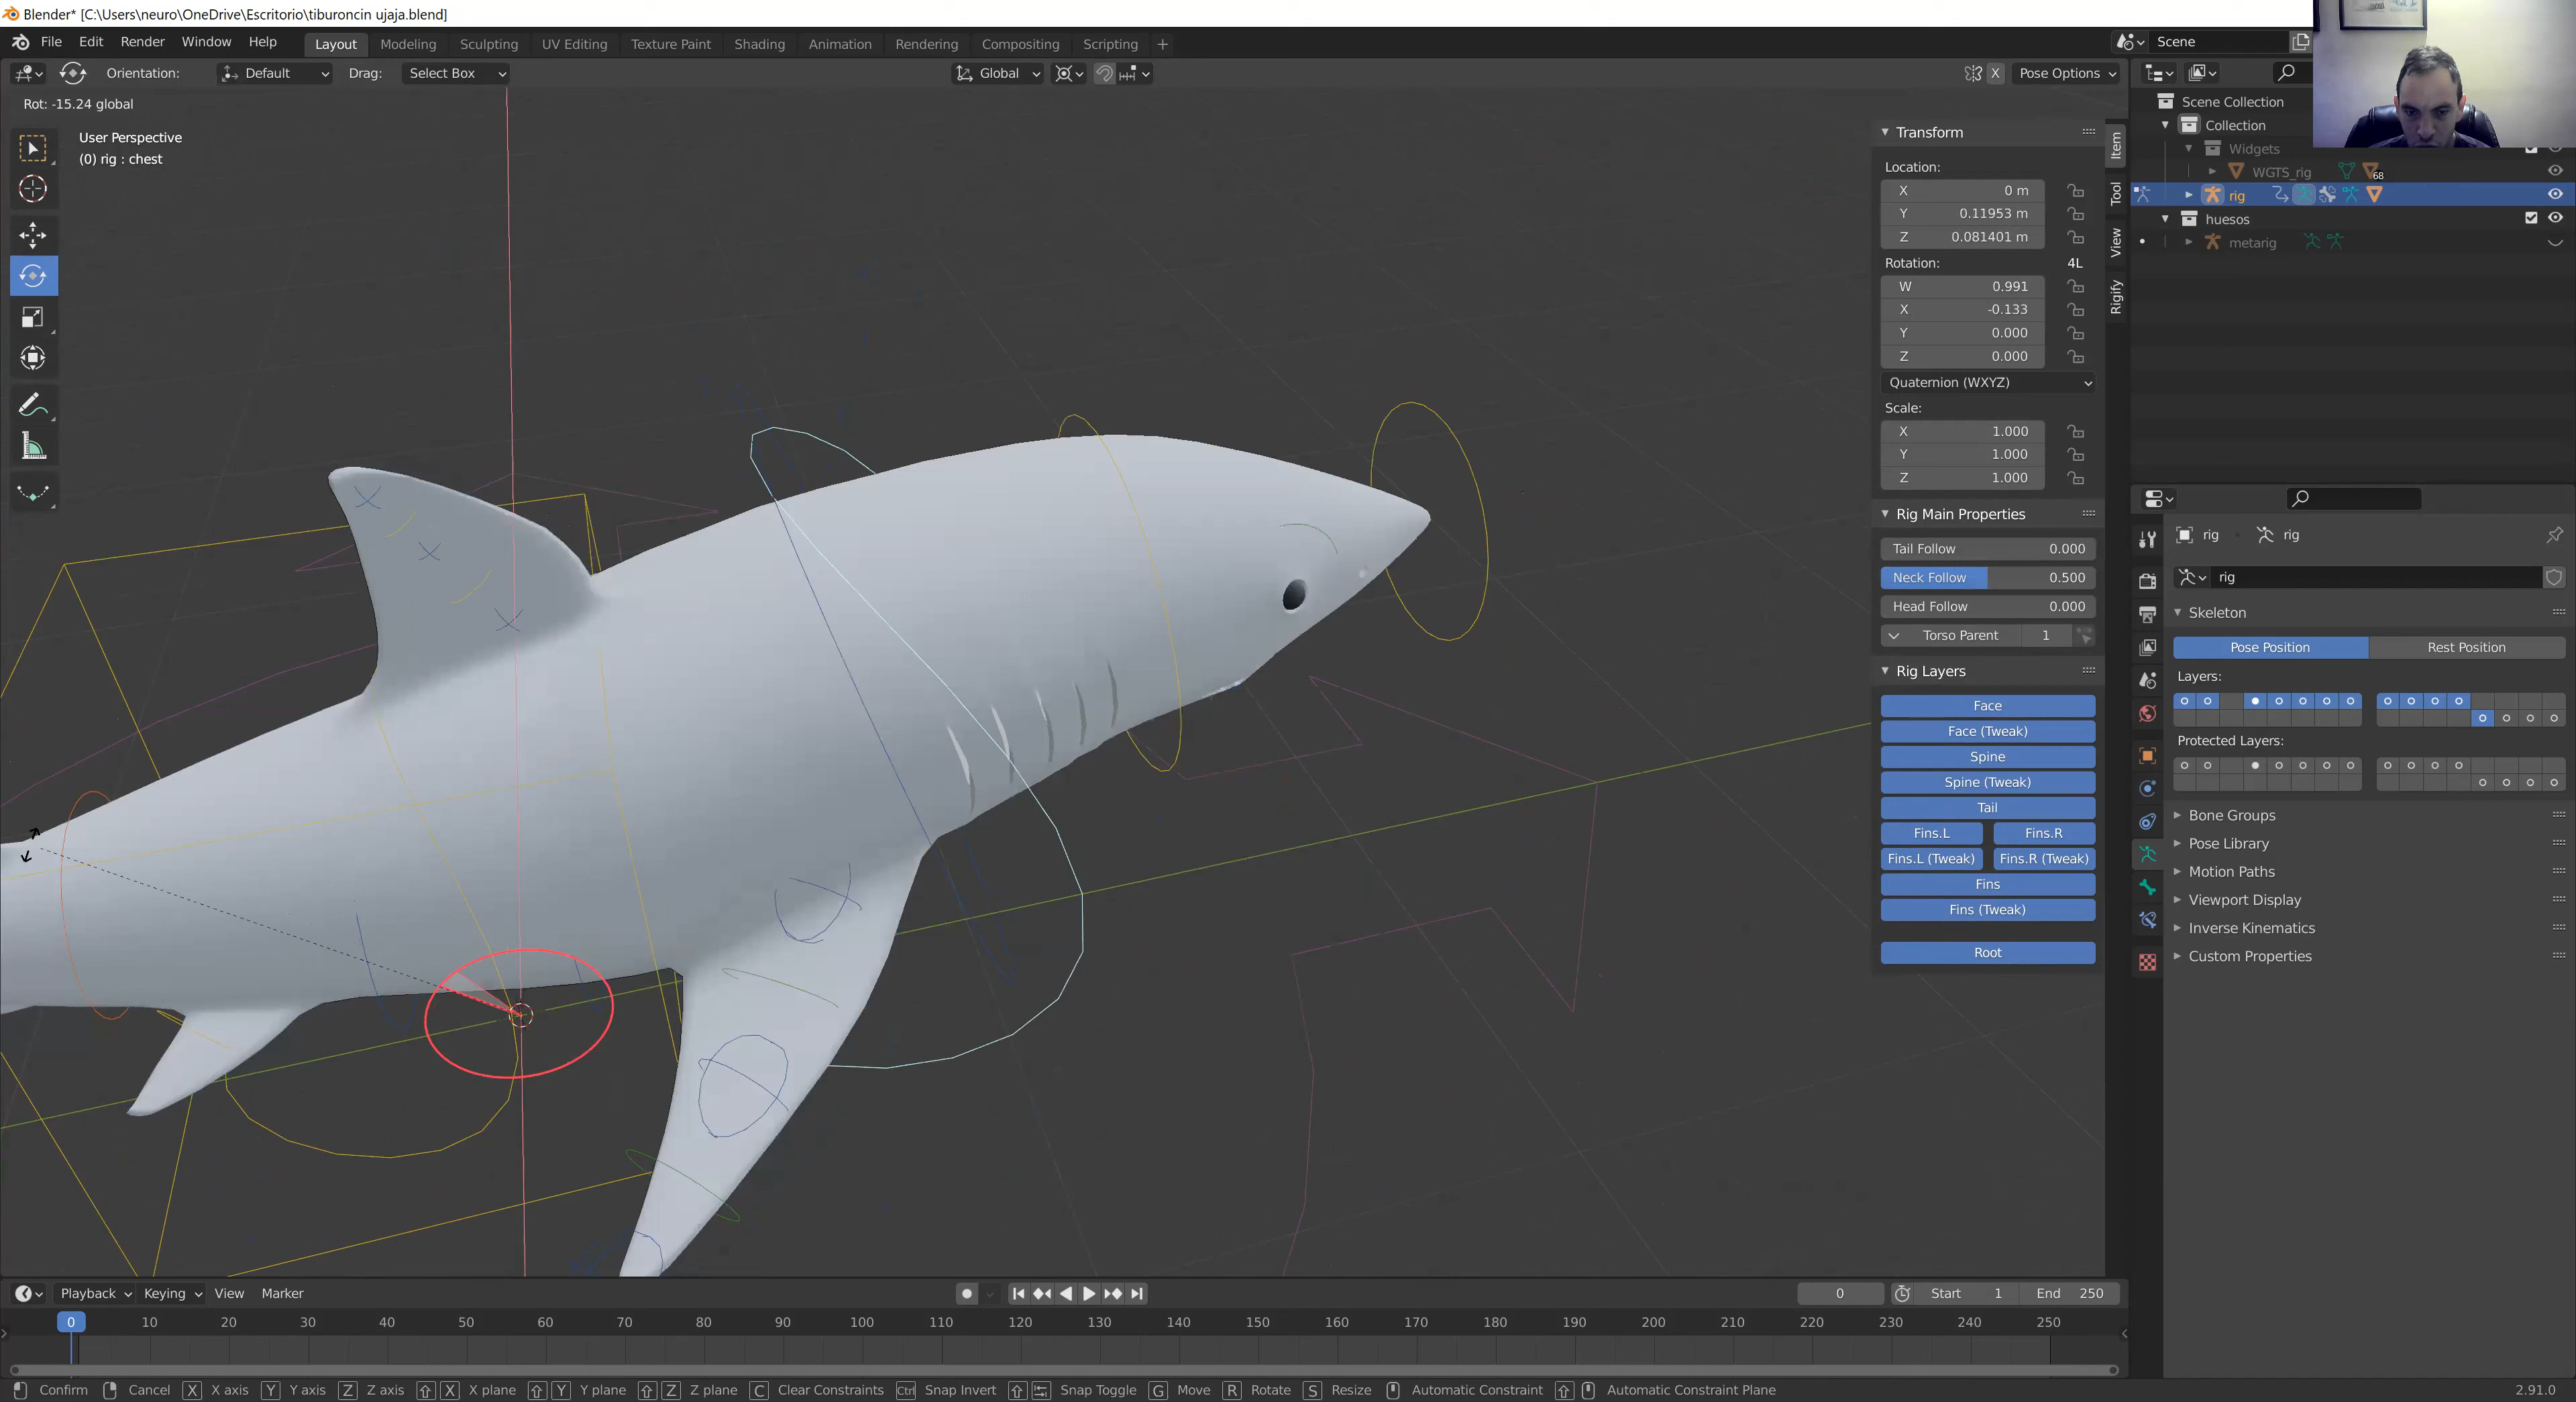 Blender* [C:\Users\neuro\OneDrive\Escritorio\tiburoncin ujaja.blend]
File Edit Render Window Help Layout Modeling Sculpting UV Editing Texture Paint Shading Animation Rendering Compositing Scripting + Scene
Orientation: Default Drag: Select Box Global X Pose Options
Rot: -15.24 global
User Perspective
(0) rig : chest
Transform
Location:
X 0 m
Y 0.11953 m
Z 0.081401 m
Rotation: 4L
W 0.991
X -0.133
Y 0.000
Z 0.000
Quaternion (WXYZ)
Scale:
X 1.000
Y 1.000
Z 1.000
Rig Main Properties
Tail Follow 0.000
Neck Follow 0.500
Head Follow 0.000
Torso Parent 1
Rig Layers
Face
Face (Tweak)
Spine
Spine (Tweak)
Tail
Fins.L Fins.R
Fins.L (Tweak) Fins.R (Tweak)
Fins
Fins (Tweak)
Root
Item
Tool
View
Rigify
Scene Collection
Collection
Widgets
WGTS_rig 68
rig
huesos
metarig
rig rig
rig
Skeleton
Pose Position Rest Position
Layers:
Protected Layers:
Bone Groups
Pose Library
Motion Paths
Viewport Display
Inverse Kinematics
Custom Properties
Playback Keying View Marker 0 Start 1 End 250
0 10 20 30 40 50 60 70 80 90 100 110 120 130 140 150 160 170 180 190 200 210 220 230 240 250
Confirm Cancel X X axis Y Y axis Z Z axis X X plane Y Y plane Z Z plane C Clear Constraints Ctrl Snap Invert Snap Toggle G Move R Rotate S Resize Automatic Constraint Automatic Constraint Plane 2.91.0